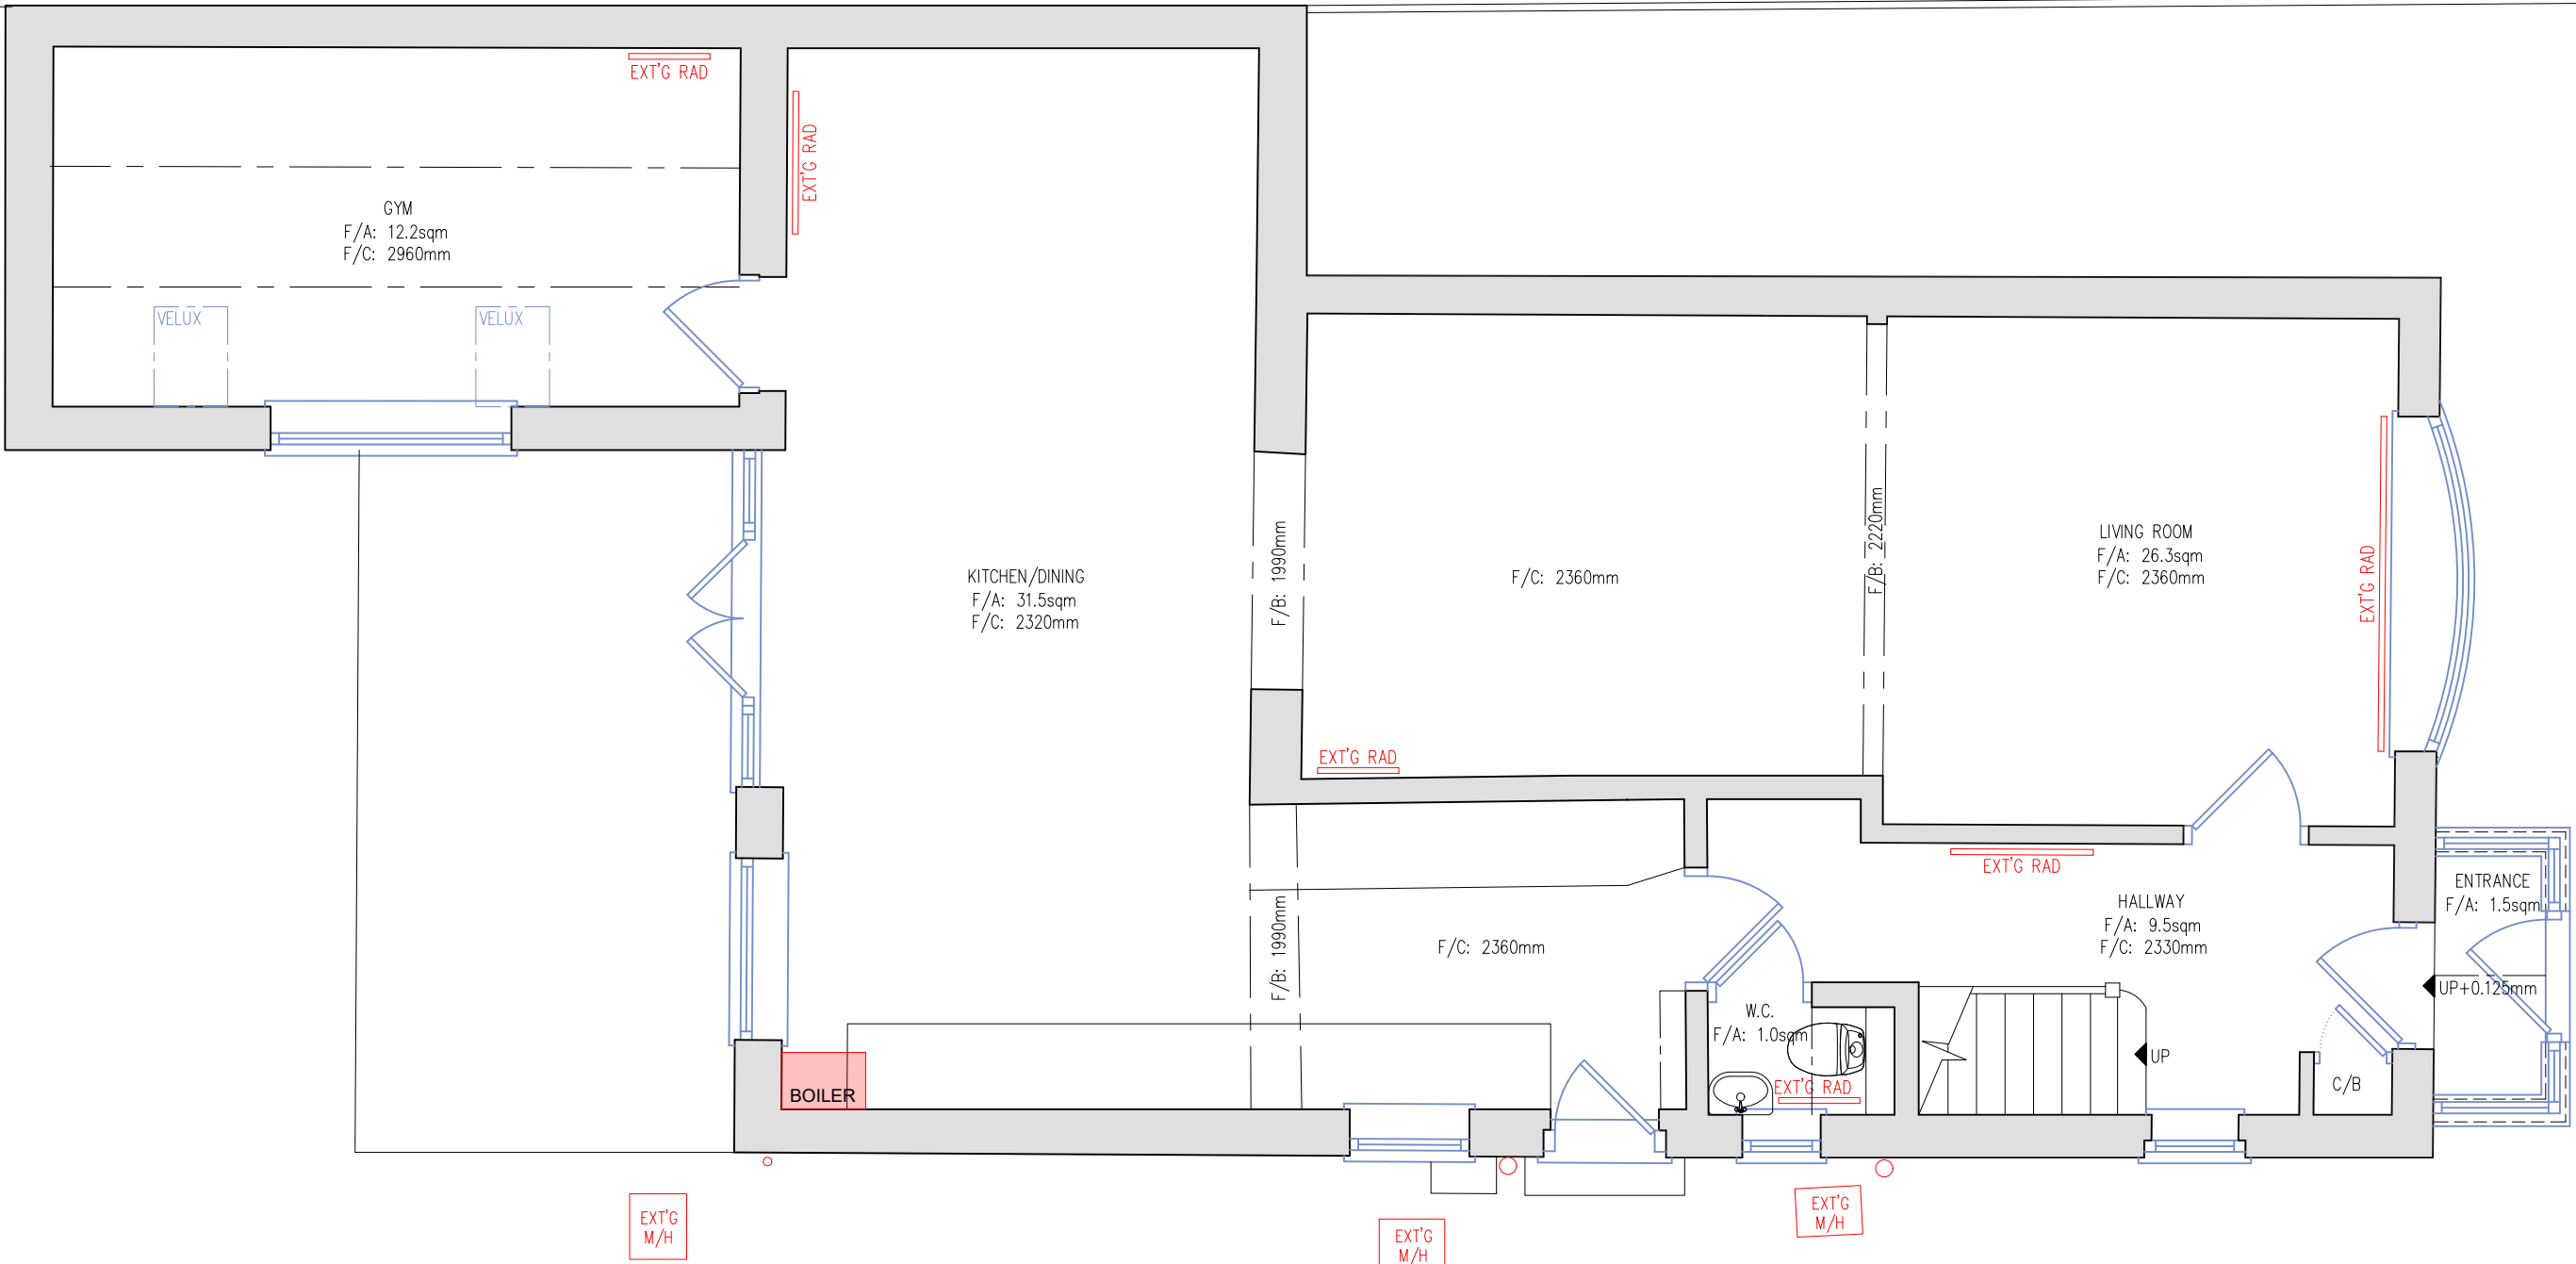 EXT'G RAD
EXT'G RAD
GYM
F/A: 12.2sqm
F/C: 2960mm
VELUX
VELUX
KITCHEN/DINING
F/A: 31.5sqm
F/C: 2320mm
F/B: 1990mm
F/C: 2360mm
F/B: 2220mm
LIVING ROOM
F/A: 26.3sqm
F/C: 2360mm
EXT'G RAD
EXT'G RAD
EXT'G RAD
HALLWAY
F/A: 9.5sqm
F/C: 2330mm
ENTRANCE
F/A: 1.5sqm
F/B: 1990mm
F/C: 2360mm
UP+0.125mm
W.C.
F/A: 1.0sqm
UP
C/B
EXT'G RAD
BOILER
EXT'G
M/H
EXT'G
M/H
EXT'G
M/H